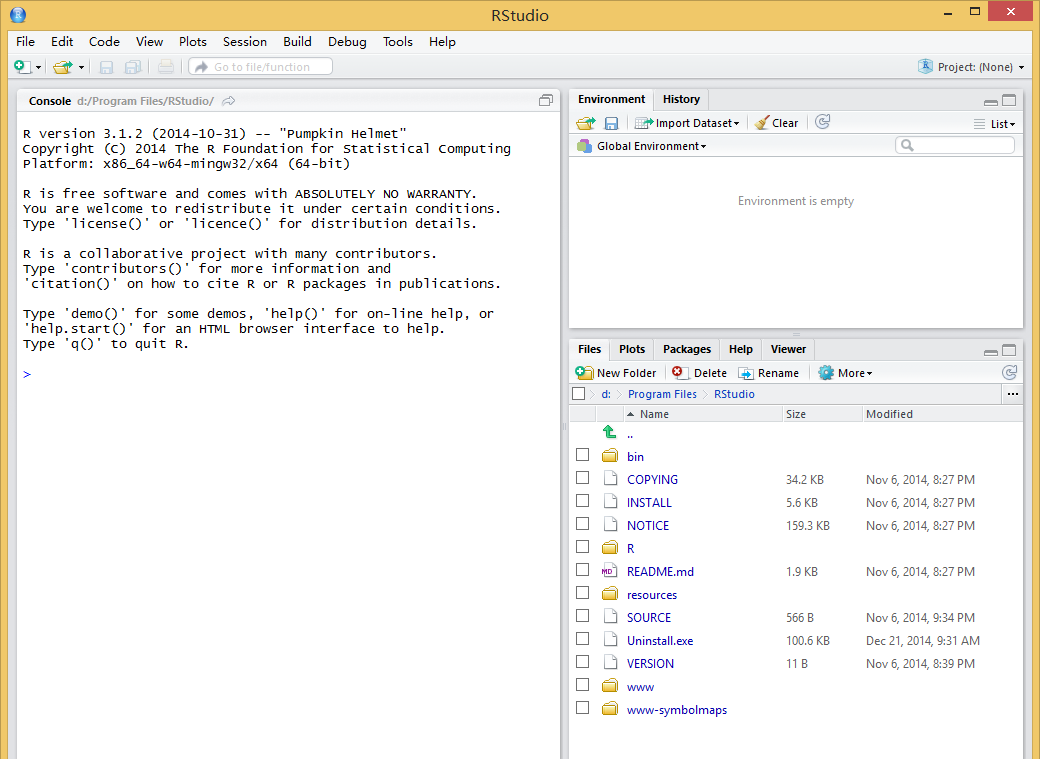 RStudio
File Edit Code View Plots Session Build Debug Tools Help
Go to file/function
Project: (None)
Console d:/Program Files/RStudio/
R version 3.1.2 (2014-10-31) -- "Pumpkin Helmet"
Copyright (C) 2014 The R Foundation for Statistical Computing
Platform: x86_64-w64-mingw32/x64 (64-bit)
R is free software and comes with ABSOLUTELY NO WARRANTY.
You are welcome to redistribute it under certain conditions.
Type 'license()' or 'licence()' for distribution details.
R is a collaborative project with many contributors.
Type 'contributors()' for more information and
'citation()' on how to cite R or R packages in publications.
Type 'demo()' for some demos, 'help()' for on-line help, or
'help.start()' for an HTML browser interface to help.
Type 'q()' to quit R.
>
Environment History
Import Dataset Clear List
Global Environment
Environment is empty
Files Plots Packages Help Viewer
New Folder Delete Rename More
d: Program Files RStudio ...
Name Size Modified
..
bin
COPYING 34.2 KB Nov 6, 2014, 8:27 PM
INSTALL 5.6 KB Nov 6, 2014, 8:27 PM
NOTICE 159.3 KB Nov 6, 2014, 8:27 PM
R
MD README.md 1.9 KB Nov 6, 2014, 8:27 PM
resources
SOURCE 566 B Nov 6, 2014, 9:34 PM
Uninstall.exe 100.6 KB Dec 21, 2014, 9:31 AM
VERSION 11 B Nov 6, 2014, 8:39 PM
www
www-symbolmaps